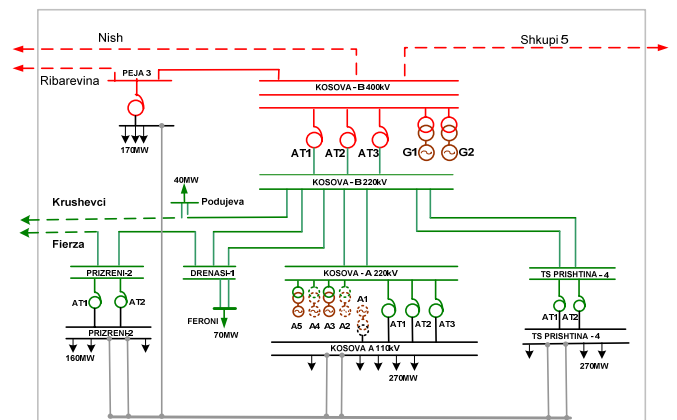 Nish
Shkupi 5
PEJA 3
Ribarevina
KOSOVA -B 400kV
170MW
AT1
AT2
AT3
G1
G2
40MW
KOSOVA -B 220kV
Krushevci
Podujeva
Fierza
PRIZRENI-2
DRENASI-1
KOSOVA - A 220kV
TS PRISHTINA - 4
AT1
AT2
A5
A4
A3
A2
A1
AT1
AT2
AT3
AT1
AT2
FERONI
PRIZRENI-2
70MW
KOSOVA A 110kV
TS PRISHTINA - 4
160MW
270MW
270MW